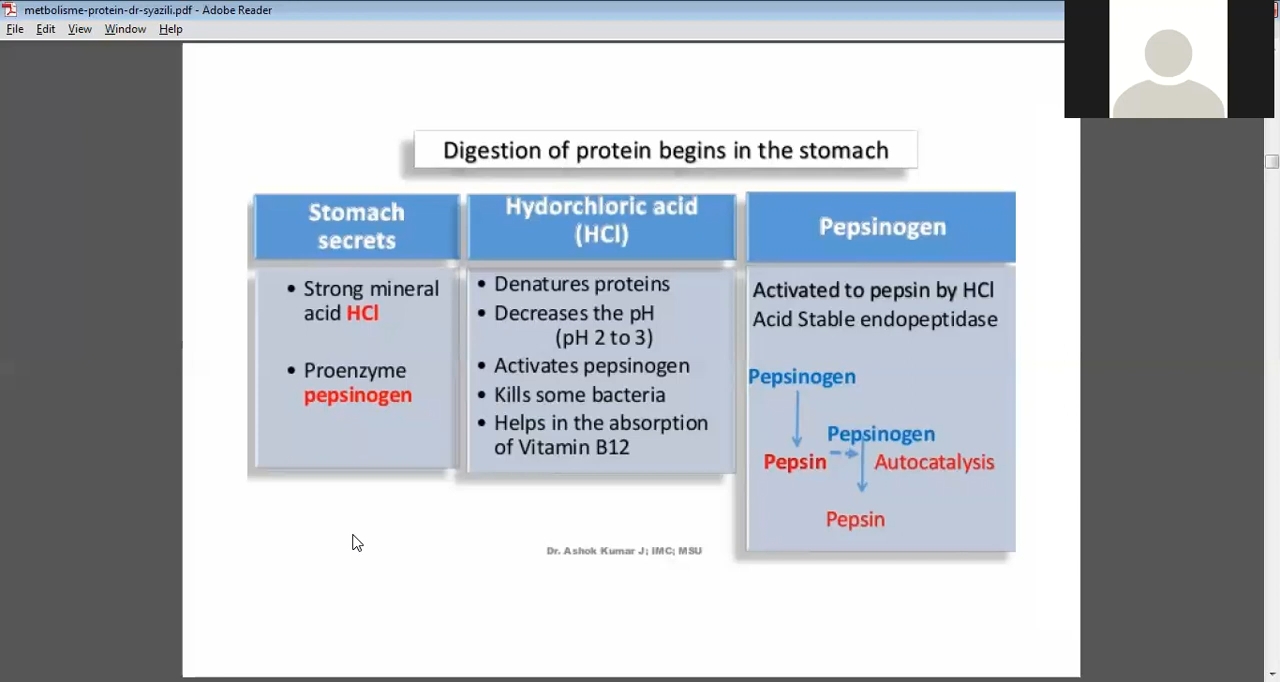 metbolisme-protein-dr-syazili.pdf - Adobe Reader
File Edit View Window Help
Digestion of protein begins in the stomach
Stomach
secrets
• Strong mineral
acid HCl
• Proenzyme
pepsinogen
Hydorchloric acid
(HCl)
• Denatures proteins
• Decreases the pH
(pH 2 to 3)
• Activates pepsinogen
• Kills some bacteria
• Helps in the absorption
of Vitamin B12
Pepsinogen
Activated to pepsin by HCl
Acid Stable endopeptidase
Pepsinogen
Pepsinogen
Pepsin
Autocatalysis
Pepsin
Dr. Ashok Kumar J; IMC; MSU